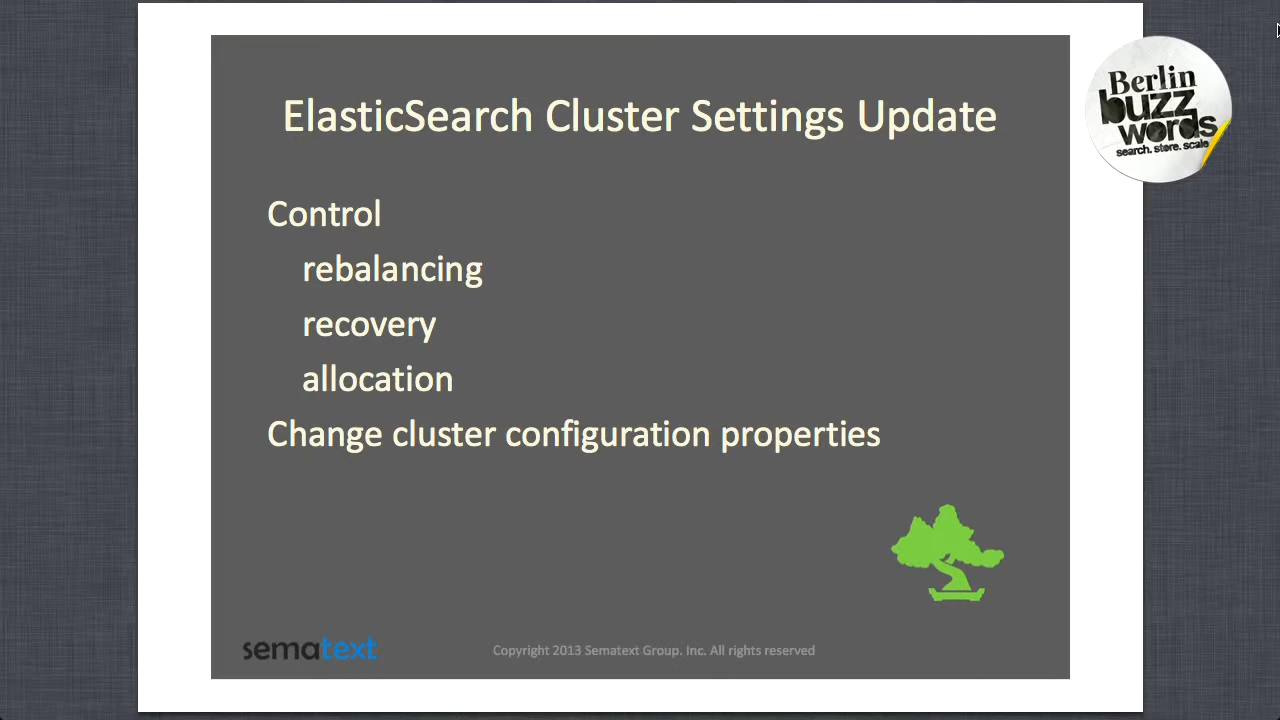 ElasticSearch Cluster Settings Update
Berlin
buzz
words
search. store. scale
Control
rebalancing
recovery
allocation
Change cluster configuration properties
sematext
Copyright 2013 Sematext Group. Inc. All rights reserved